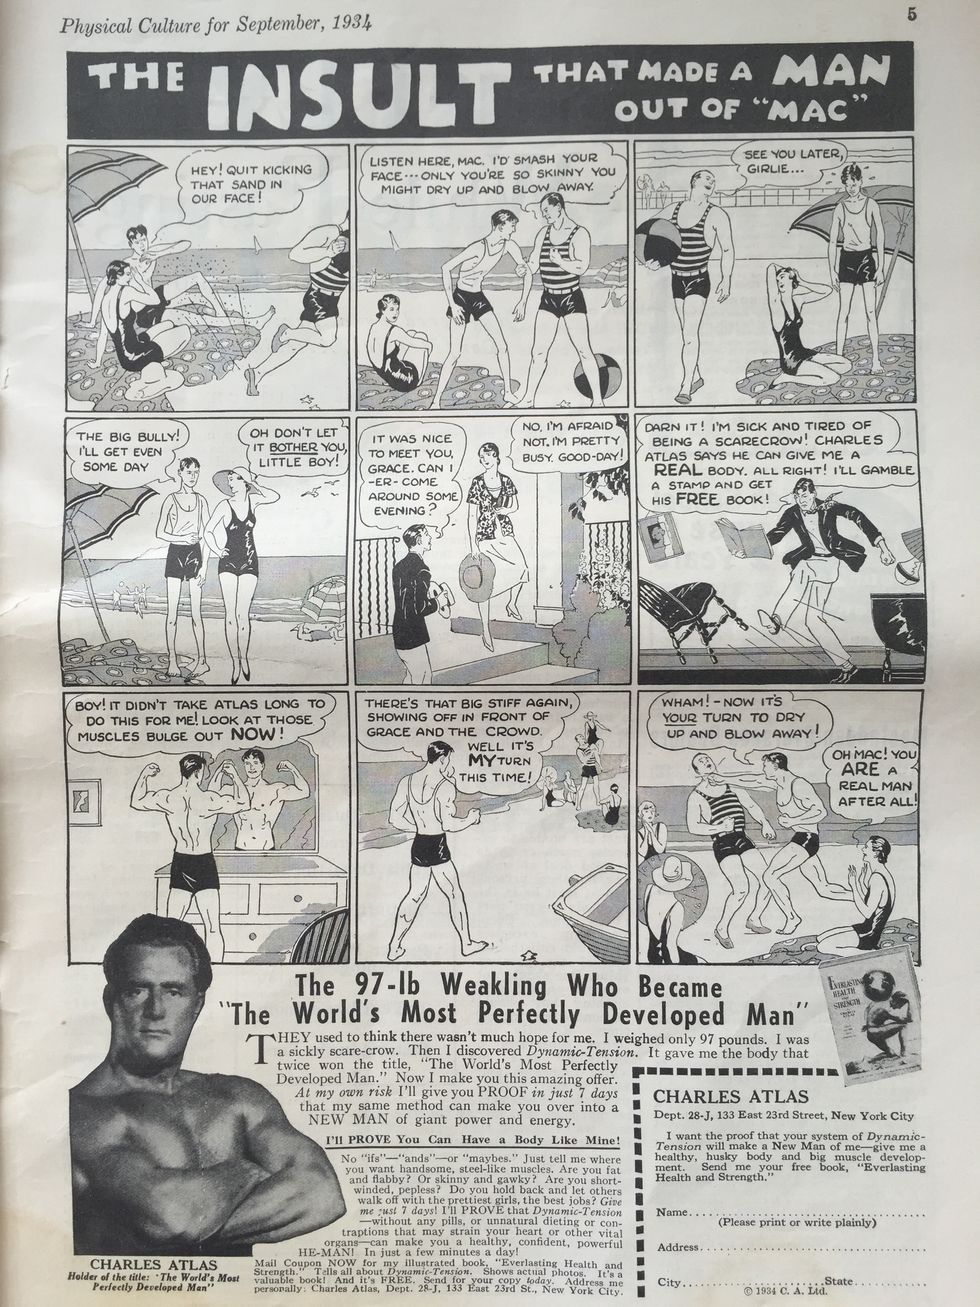 Physical Culture for September, 1934
5
THE INSULT THAT MADE A MAN
OUT OF "MAC"
HEY! QUIT KICKING
THAT SAND IN
OUR FACE!
LISTEN HERE, MAC. I'D SMASH YOUR
FACE---ONLY YOU'RE SO SKINNY YOU
MIGHT DRY UP AND BLOW AWAY.
SEE YOU LATER,
GIRLIE...
THE BIG BULLY!
I'LL GET EVEN
SOME DAY
OH DON'T LET
IT BOTHER YOU,
LITTLE BOY!
IT WAS NICE
TO MEET YOU,
GRACE. CAN I
-ER- COME
AROUND SOME
EVENING?
NO, I'M AFRAID
NOT, I'M PRETTY
BUSY. GOOD-DAY!
DARN IT! I'M SICK AND TIRED OF
BEING A SCARECROW! CHARLES
ATLAS SAYS HE CAN GIVE ME A
REAL BODY. ALL RIGHT! I'LL GAMBLE
A STAMP AND GET
HIS FREE BOOK!
BOY! IT DIDN'T TAKE ATLAS LONG TO
DO THIS FOR ME! LOOK AT THOSE
MUSCLES BULGE OUT NOW!
THERE'S THAT BIG STIFF AGAIN,
SHOWING OFF IN FRONT OF
GRACE AND THE CROWD.
WELL IT'S
MY TURN
THIS TIME!
WHAM! - NOW IT'S
YOUR TURN TO DRY
UP AND BLOW AWAY!
OH MAC! YOU
ARE A
REAL MAN
AFTER ALL!
The 97-lb Weakling Who Became
"The World's Most Perfectly Developed Man"
THEY used to think there wasn't much hope for me. I weighed only 97 pounds. I was
a sickly scare-crow. Then I discovered Dynamic-Tension. It gave me the body that
twice won the title, "The World's Most Perfectly
Developed Man." Now I make you this amazing offer.
At my own risk I'll give you PROOF in just 7 days
that my same method can make you over into a
NEW MAN of giant power and energy.
I'll PROVE You Can Have a Body Like Mine!
No "ifs"—"ands"—or "maybes." Just tell me where
you want handsome, steel-like muscles. Are you fat
and flabby? Or skinny and gawky? Are you short-
winded, pepless? Do you hold back and let others
walk off with the prettiest girls, the best jobs? Give
me just 7 days! I'll PROVE that Dynamic-Tension
—without any pills, or unnatural dieting or con-
traptions that may strain your heart or other vital
organs—can make you a healthy, confident, powerful
HE-MAN! In just a few minutes a day!
Mail Coupon NOW for my illustrated book, "Everlasting Health and
Strength." Tells all about Dynamic-Tension. Shows actual photos. It's a
valuable book! And it's FREE. Send for your copy today. Address me
personally: Charles Atlas, Dept. 28-J, 133 East 23rd St., New York City.
CHARLES ATLAS
Holder of the title: "The World's Most
Perfectly Developed Man"
EVERLASTING
HEALTH
AND
STRENGTH
CHARLES ATLAS
Dept. 28-J, 133 East 23rd Street, New York City
I want the proof that your system of Dynamic-
Tension will make a New Man of me—give me a
healthy, husky body and big muscle develop-
ment. Send me your free book, "Everlasting
Health and Strength."
Name
(Please print or write plainly)
Address
City State
© 1934 C. A. Ltd.